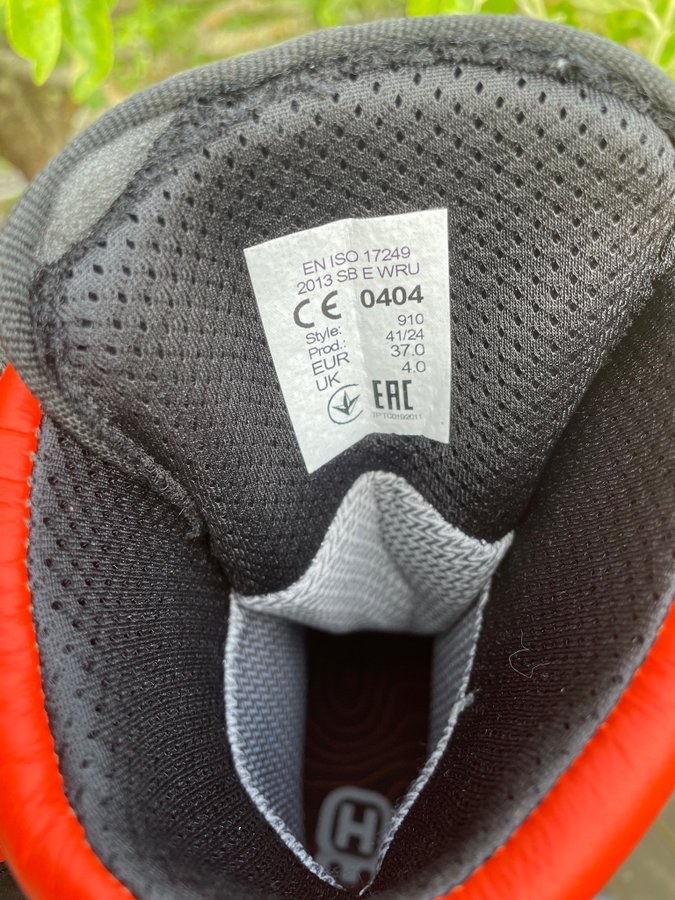 EN ISO 17249
2013 SB E WRU
CE 0404
Style: 910
Prod.: 41/24
EUR 37.0
UK 4.0
EAC
TPTC0192011
H